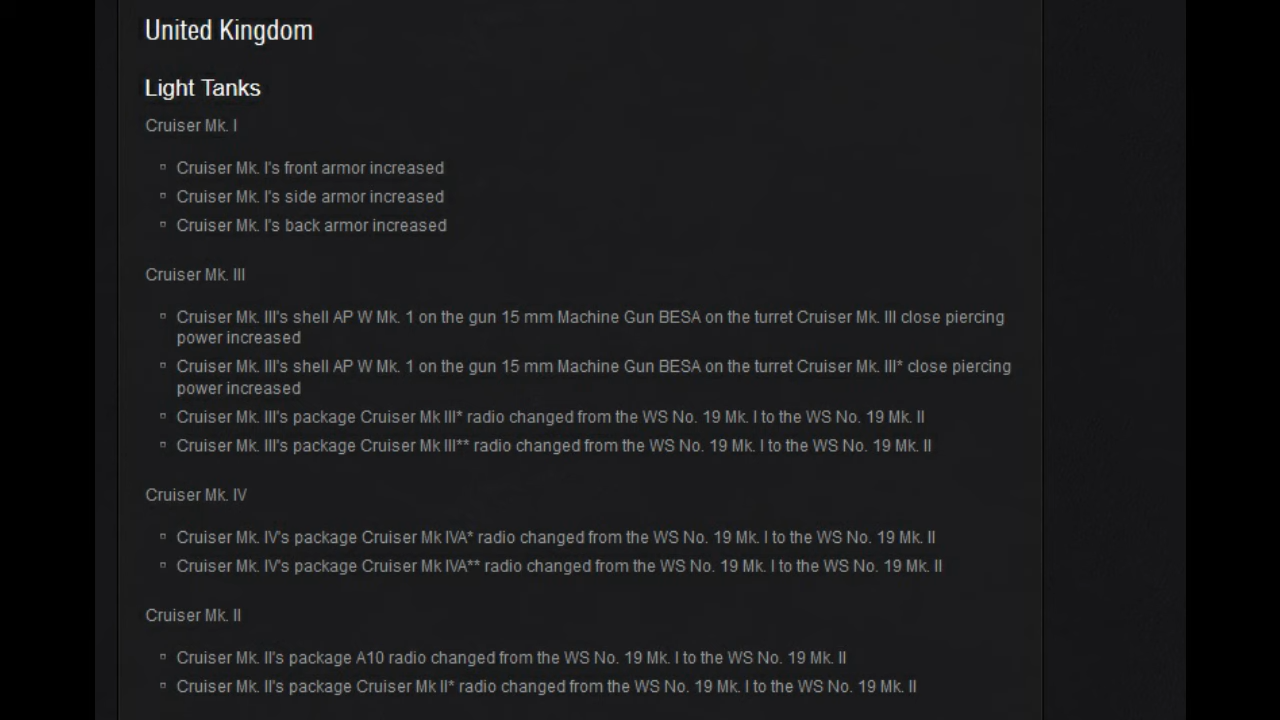 United Kingdom
Light Tanks
Cruiser Mk. I
Cruiser Mk. I's front armor increased
Cruiser Mk. I's side armor increased
Cruiser Mk. I's back armor increased
Cruiser Mk. III
Cruiser Mk. III's shell AP W Mk. 1 on the gun 15 mm Machine Gun BESA on the turret Cruiser Mk. III close piercing
power increased
Cruiser Mk. III's shell AP W Mk. 1 on the gun 15 mm Machine Gun BESA on the turret Cruiser Mk. III* close piercing
power increased
Cruiser Mk. III's package Cruiser Mk III* radio changed from the WS No. 19 Mk. I to the WS No. 19 Mk. II
Cruiser Mk. III's package Cruiser Mk III** radio changed from the WS No. 19 Mk. I to the WS No. 19 Mk. II
Cruiser Mk. IV
Cruiser Mk. IV's package Cruiser Mk IVA* radio changed from the WS No. 19 Mk. I to the WS No. 19 Mk. II
Cruiser Mk. IV's package Cruiser Mk IVA** radio changed from the WS No. 19 Mk. I to the WS No. 19 Mk. II
Cruiser Mk. II
Cruiser Mk. II's package A10 radio changed from the WS No. 19 Mk. I to the WS No. 19 Mk. II
Cruiser Mk. II's package Cruiser Mk II* radio changed from the WS No. 19 Mk. I to the WS No. 19 Mk. II